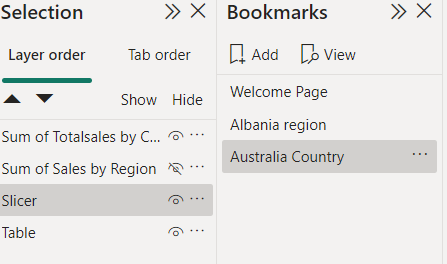 Selection
Layer order
Tab order
Show
Hide
Sum of Totalsales by C...
Sum of Sales by Region
Slicer
Table
Bookmarks
Add
View
Welcome Page
Albania region
Australia Country